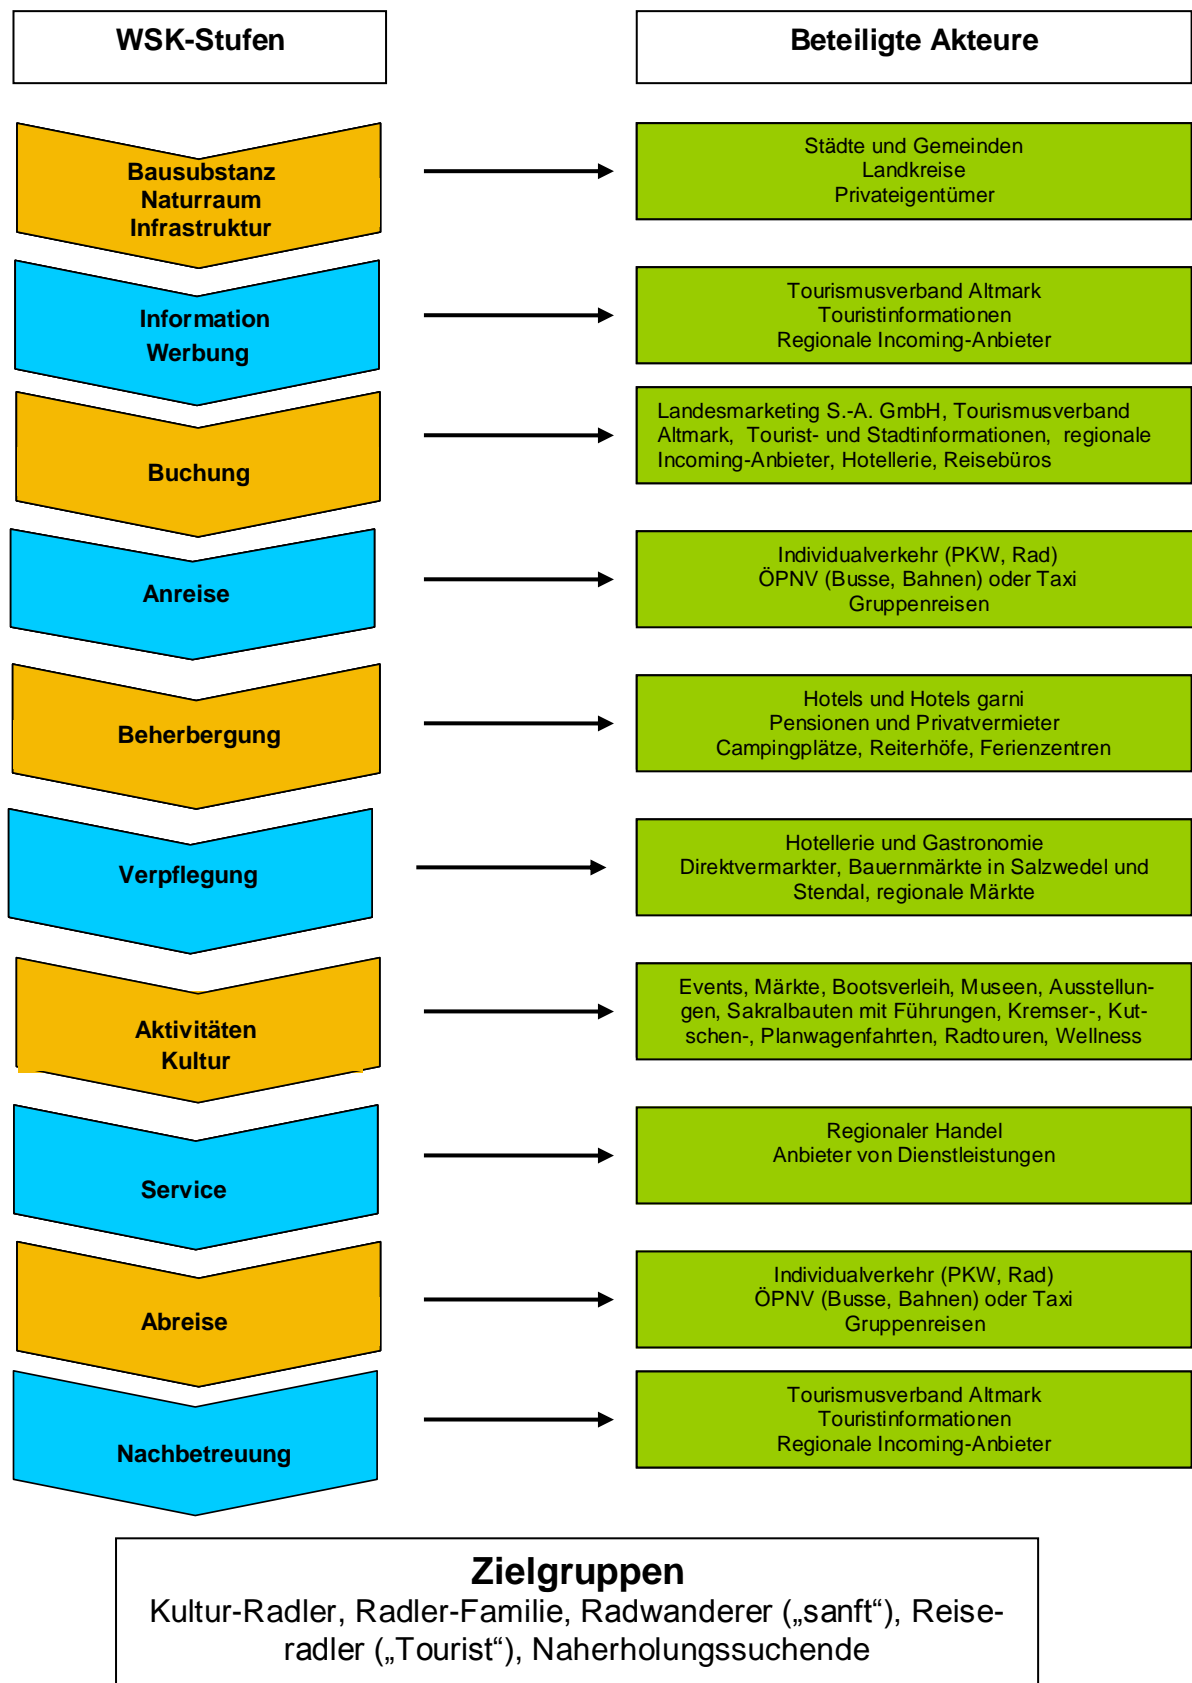 WSK-Stufen
Beteiligte Akteure
Bausubstanz
Naturraum
Infrastruktur
Städte und Gemeinden
Landkreise
Privateigentümer
Information
Werbung
Tourismusverband Altmark
Touristinformationen
Regionale Incoming-Anbieter
Buchung
Landesmarketing S.-A. GmbH, Tourismusverband
Altmark, Tourist- und Stadtinformationen, regionale
Incoming-Anbieter, Hotellerie, Reisebüros
Anreise
Individualverkehr (PKW, Rad)
ÖPNV (Busse, Bahnen) oder Taxi
Gruppenreisen
Beherbergung
Hotels und Hotels garni
Pensionen und Privatvermieter
Campingplätze, Reiterhöfe, Ferienzentren
Verpflegung
Hotellerie und Gastronomie
Direktvermarkter, Bauernmärkte in Salzwedel und
Stendal, regionale Märkte
Aktivitäten
Kultur
Events, Märkte, Bootsverleih, Museen, Ausstellun-
gen, Sakralbauten mit Führungen, Kremser-, Kut-
schen-, Planwagenfahrten, Radtouren, Wellness
Service
Regionaler Handel
Anbieter von Dienstleistungen
Abreise
Individualverkehr (PKW, Rad)
ÖPNV (Busse, Bahnen) oder Taxi
Gruppenreisen
Nachbetreuung
Tourismusverband Altmark
Touristinformationen
Regionale Incoming-Anbieter
Zielgruppen
Kultur-Radler, Radler-Familie, Radwanderer („sanft“), Reise-
radler („Tourist“), Naherholungssuchende